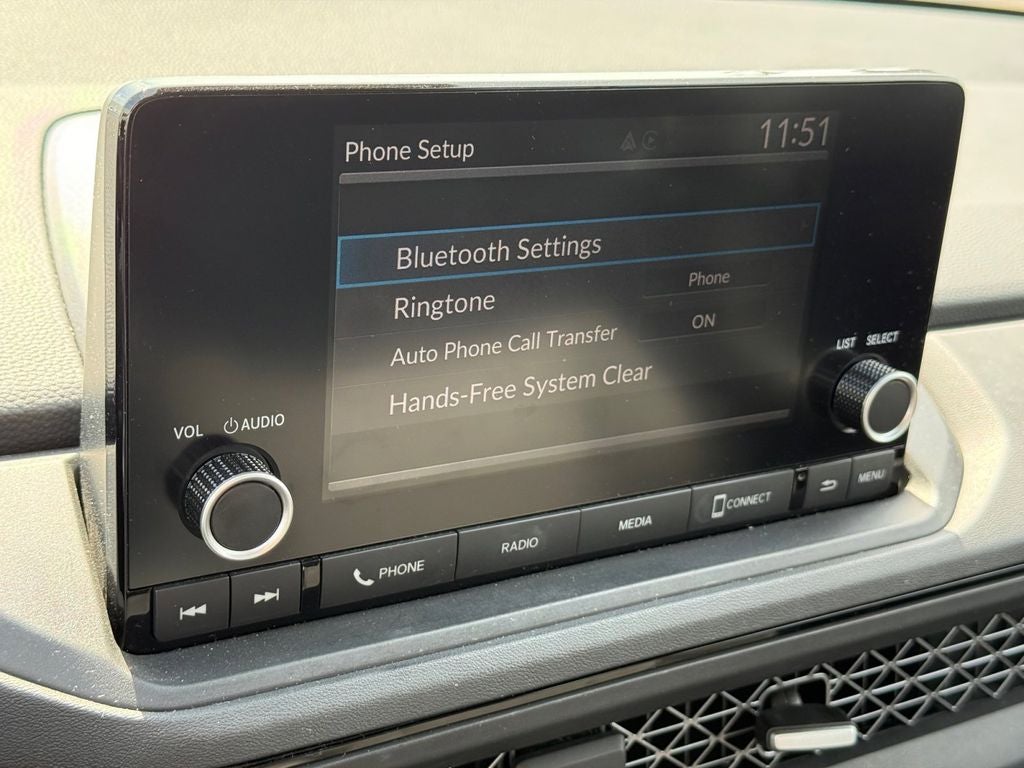 Phone Setup 11:51
Bluetooth Settings
Ringtone Phone
Auto Phone Call Transfer ON
Hands-Free System Clear
VOL AUDIO
LIST SELECT
PHONE RADIO MEDIA CONNECT MENU